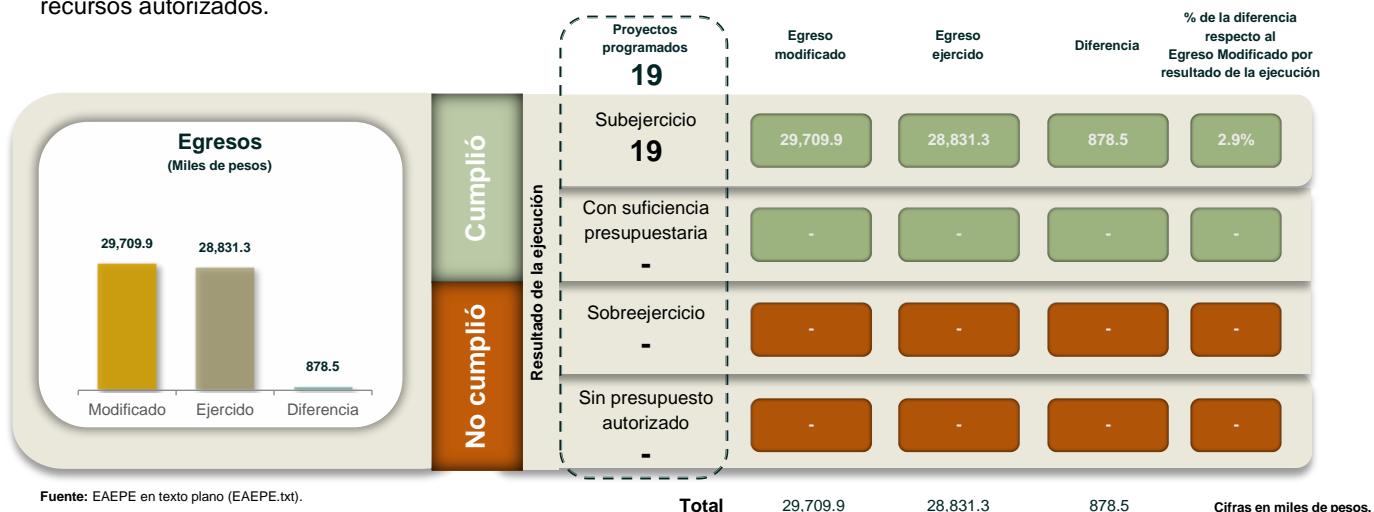 recursos autorizados.
Proyectos
programados
19
Egreso
modificado
Egreso
ejercido
Diferencia
% de la diferencia
respecto al
Egreso Modificado por
resultado de la ejecución
Egresos
(Miles de pesos)
29,709.9
28,831.3
878.5
Modificado
Ejercido
Diferencia
Cumplió
No cumplió
Resultado de la ejecución
Subejercicio
19
29,709.9
28,831.3
878.5
2.9%
Con suficiencia
presupuestaria
-
-
-
-
-
Sobreejercicio
-
-
-
-
-
Sin presupuesto
autorizado
-
-
-
-
-
Fuente: EAEPE en texto plano (EAEPE.txt).
Total
29,709.9
28,831.3
878.5
Cifras en miles de pesos.